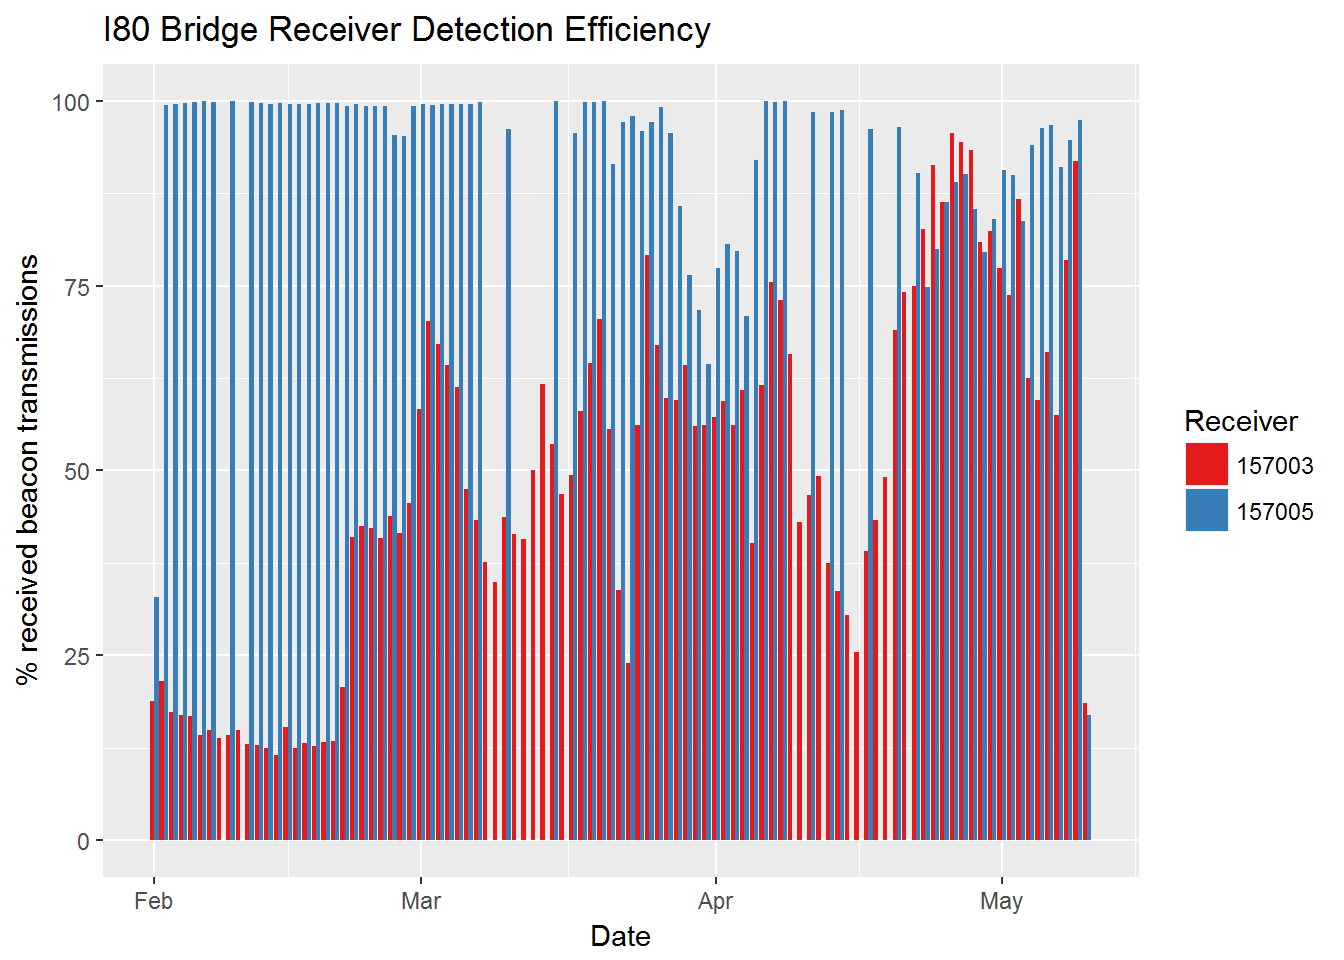 I80 Bridge Receiver Detection Efficiency
% received beacon transmissions
100
75
50
25
0
Feb
Mar
Apr
May
Date
Receiver
157003
157005